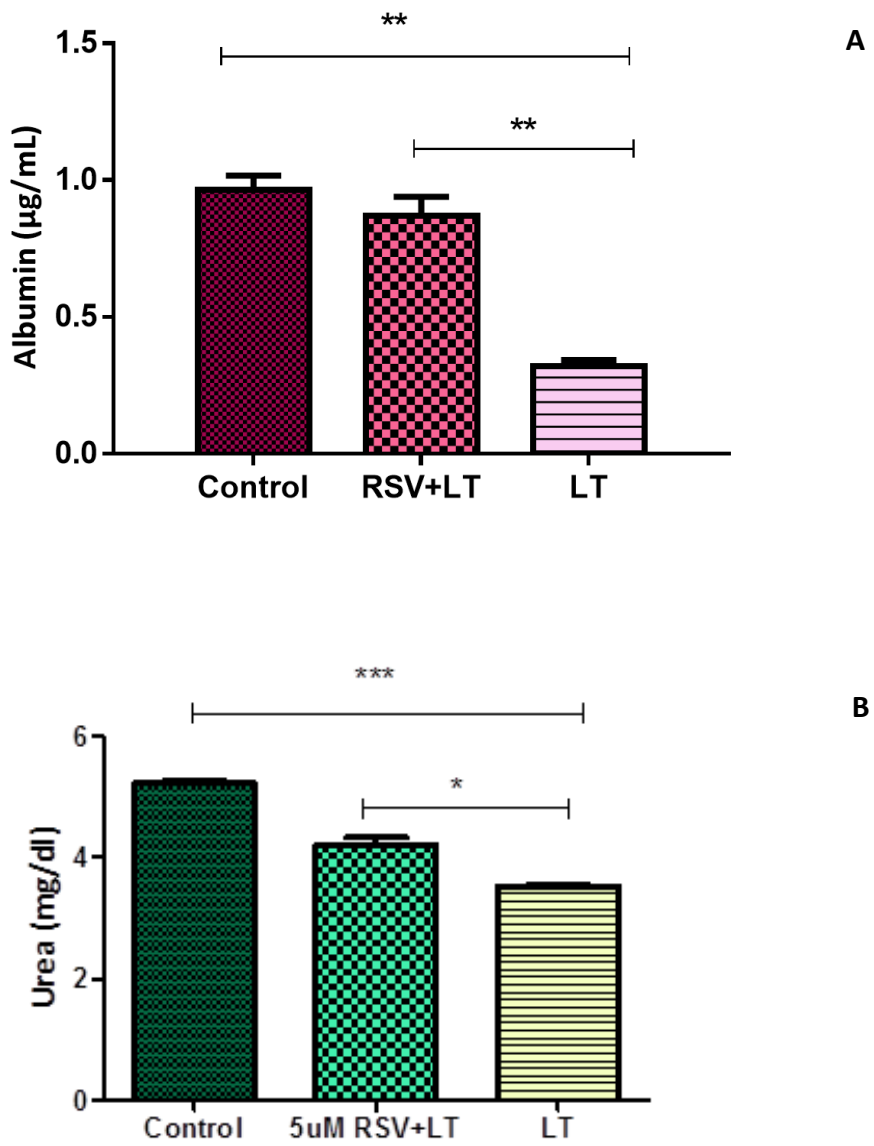 **
A
1.5
**
1.0
Albumin (µg/mL)
0.5
0.0
Control RSV+LT LT
***
B
6
*
4
Urea (mg/dl)
2
0
Control 5uM RSV+LT LT